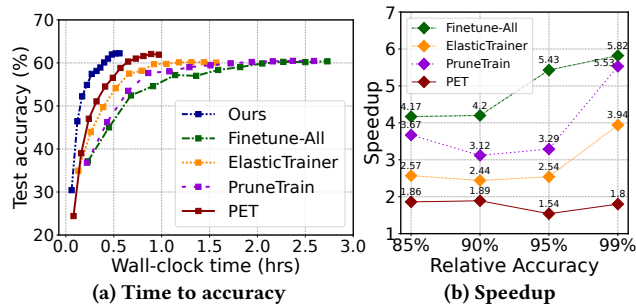 Test accuracy (%)
70
60
50
40
30
20
Ours
Finetune-All
ElasticTrainer
PruneTrain
PET
0.0 0.5 1.0 1.5 2.0 2.5 3.0
Wall-clock time (hrs)
(a) Time to accuracy
Speedup
7
6
5
4
3
2
1
Finetune-All
ElasticTrainer
PruneTrain
PET
4.17 4.2 5.43 5.82
3.67 3.12 3.29 5.53
2.57 2.44 2.54 3.94
1.86 1.89 1.54 1.8
85% 90% 95% 99%
Relative Accuracy
(b) Speedup